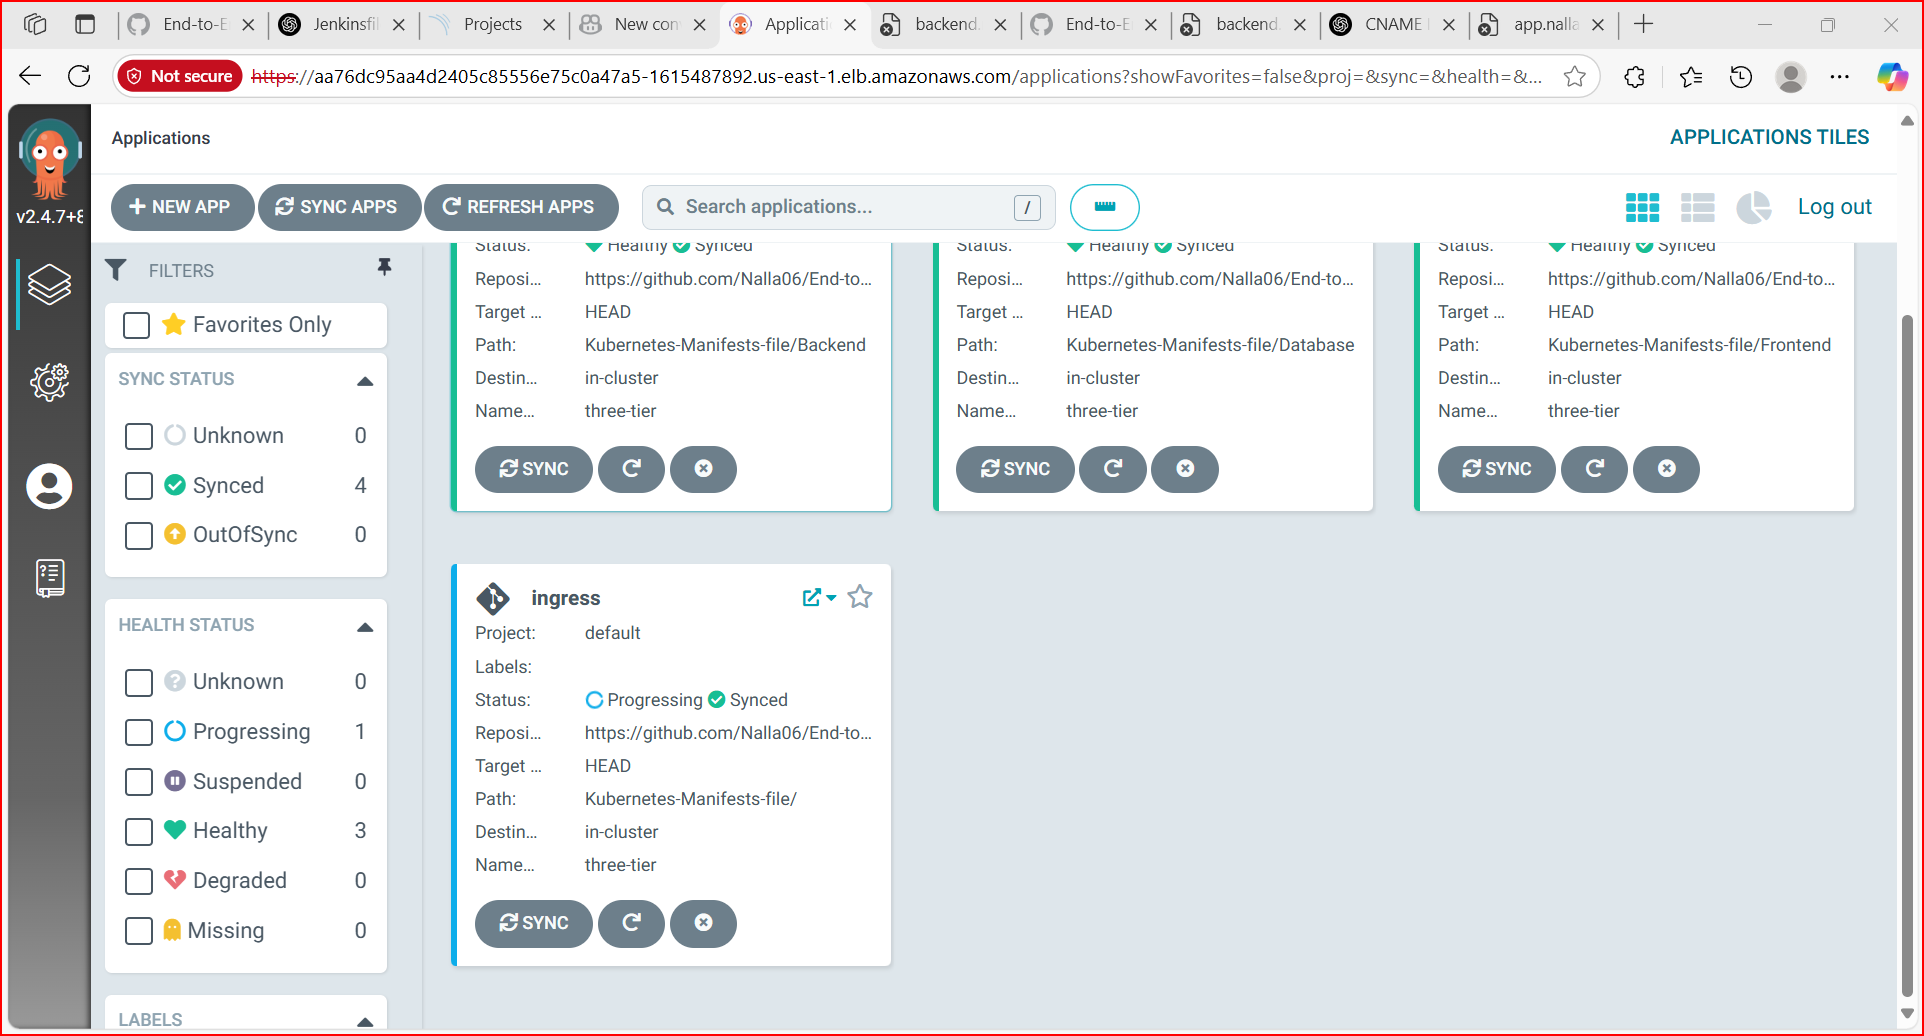 End-to-E
Jenkinsfil
Projects
New con
Applicati
backend.
End-to-E
backend.
CNAME
app.nalla
Not secure
https://aa76dc95aa4d2405c85556e75c0a47a5-1615487892.us-east-1.elb.amazonaws.com/applications?showFavorites=false&proj=&sync=&health=&...
v2.4.7+8
Applications
APPLICATIONS TILES
NEW APP
SYNC APPS
REFRESH APPS
Search applications...
/
Log out
FILTERS
Favorites Only
SYNC STATUS
Unknown 0
Synced 4
OutOfSync 0
HEALTH STATUS
Unknown 0
Progressing 1
Suspended 0
Healthy 3
Degraded 0
Missing 0
LABELS
Status: Healthy Synced
Reposi... https://github.com/Nalla06/End-to...
Target ... HEAD
Path: Kubernetes-Manifests-file/Backend
Destin... in-cluster
Name... three-tier
SYNC
Status: Healthy Synced
Reposi... https://github.com/Nalla06/End-to...
Target ... HEAD
Path: Kubernetes-Manifests-file/Database
Destin... in-cluster
Name... three-tier
SYNC
Status: Healthy Synced
Reposi... https://github.com/Nalla06/End-to...
Target ... HEAD
Path: Kubernetes-Manifests-file/Frontend
Destin... in-cluster
Name... three-tier
SYNC
ingress
Project: default
Labels:
Status: Progressing Synced
Reposi... https://github.com/Nalla06/End-to...
Target ... HEAD
Path: Kubernetes-Manifests-file/
Destin... in-cluster
Name... three-tier
SYNC